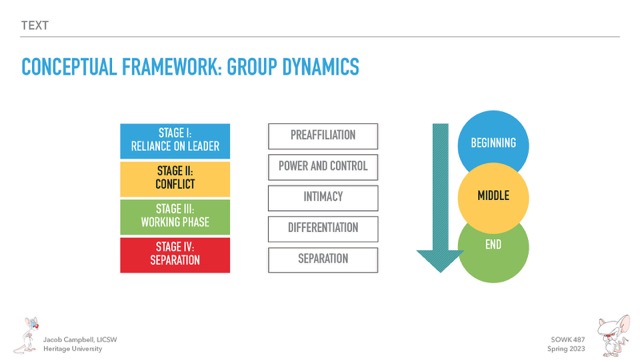 TEXT
CONCEPTUAL FRAMEWORK: GROUP DYNAMICS
STAGE I:
RELIANCE ON LEADER
STAGE II:
CONFLICT
STAGE III:
WORKING PHASE
STAGE IV:
SEPARATION
PREAFFILIATION
POWER AND CONTROL
INTIMACY
DIFFERENTIATION
SEPARATION
BEGINNING
MIDDLE
END
Jacob Campbell, LICSW
Heritage University
SOWK 487
Spring 2023